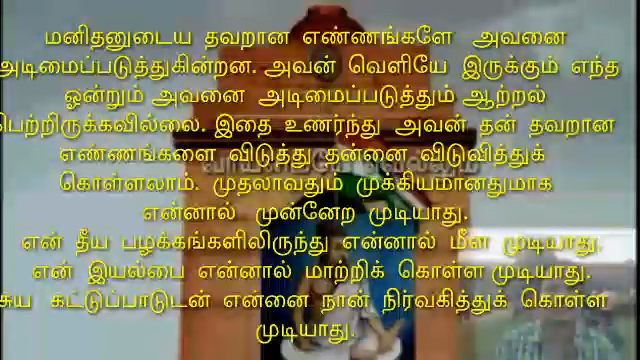 மனிதனுடைய தவறான எண்ணங்களே அவனை
அடிமைப்படுத்துகின்றன. அவன் வெளியே இருக்கும் எந்த
ஒன்றும் அவனை அடிமைப்படுத்தும் ஆற்றல்
பெற்றிருக்கவில்லை. இதை உணர்ந்து அவன் தன் தவறான
எண்ணங்களை விடுத்து தன்னை விடுவித்துக்
கொள்ளலாம். முதலாவதும் முக்கியமானதுமாக
என்னால் முன்னேற முடியாது.
என் தீய பழக்கங்களிலிருந்து என்னால் மீள முடியாது.
என் இயல்பை என்னால் மாற்றிக் கொள்ள முடியாது.
சுய கட்டுப்பாடுடன் என்னை நான் நிர்வகித்துக் கொள்ள
முடியாது.